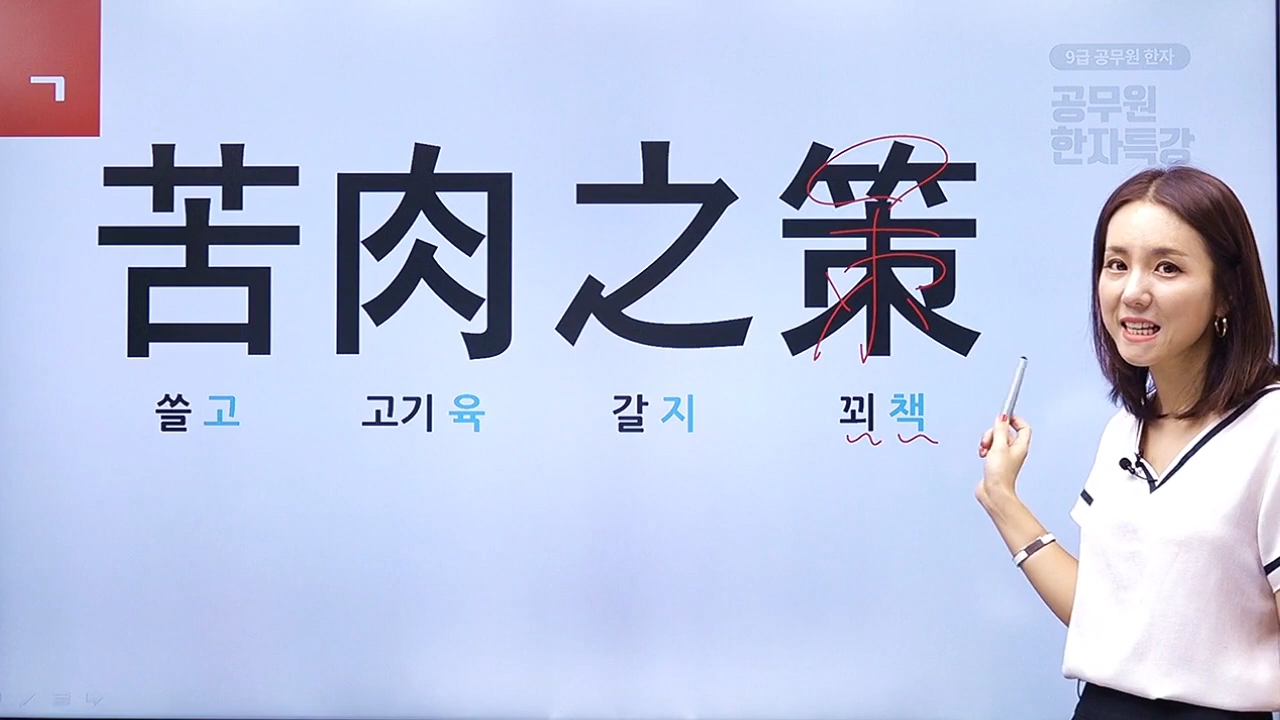 ㄱ
9급 공무원 한자
공무원
한자특강
苦肉之策
쓸 고 고기 육 갈 지 꾀 책